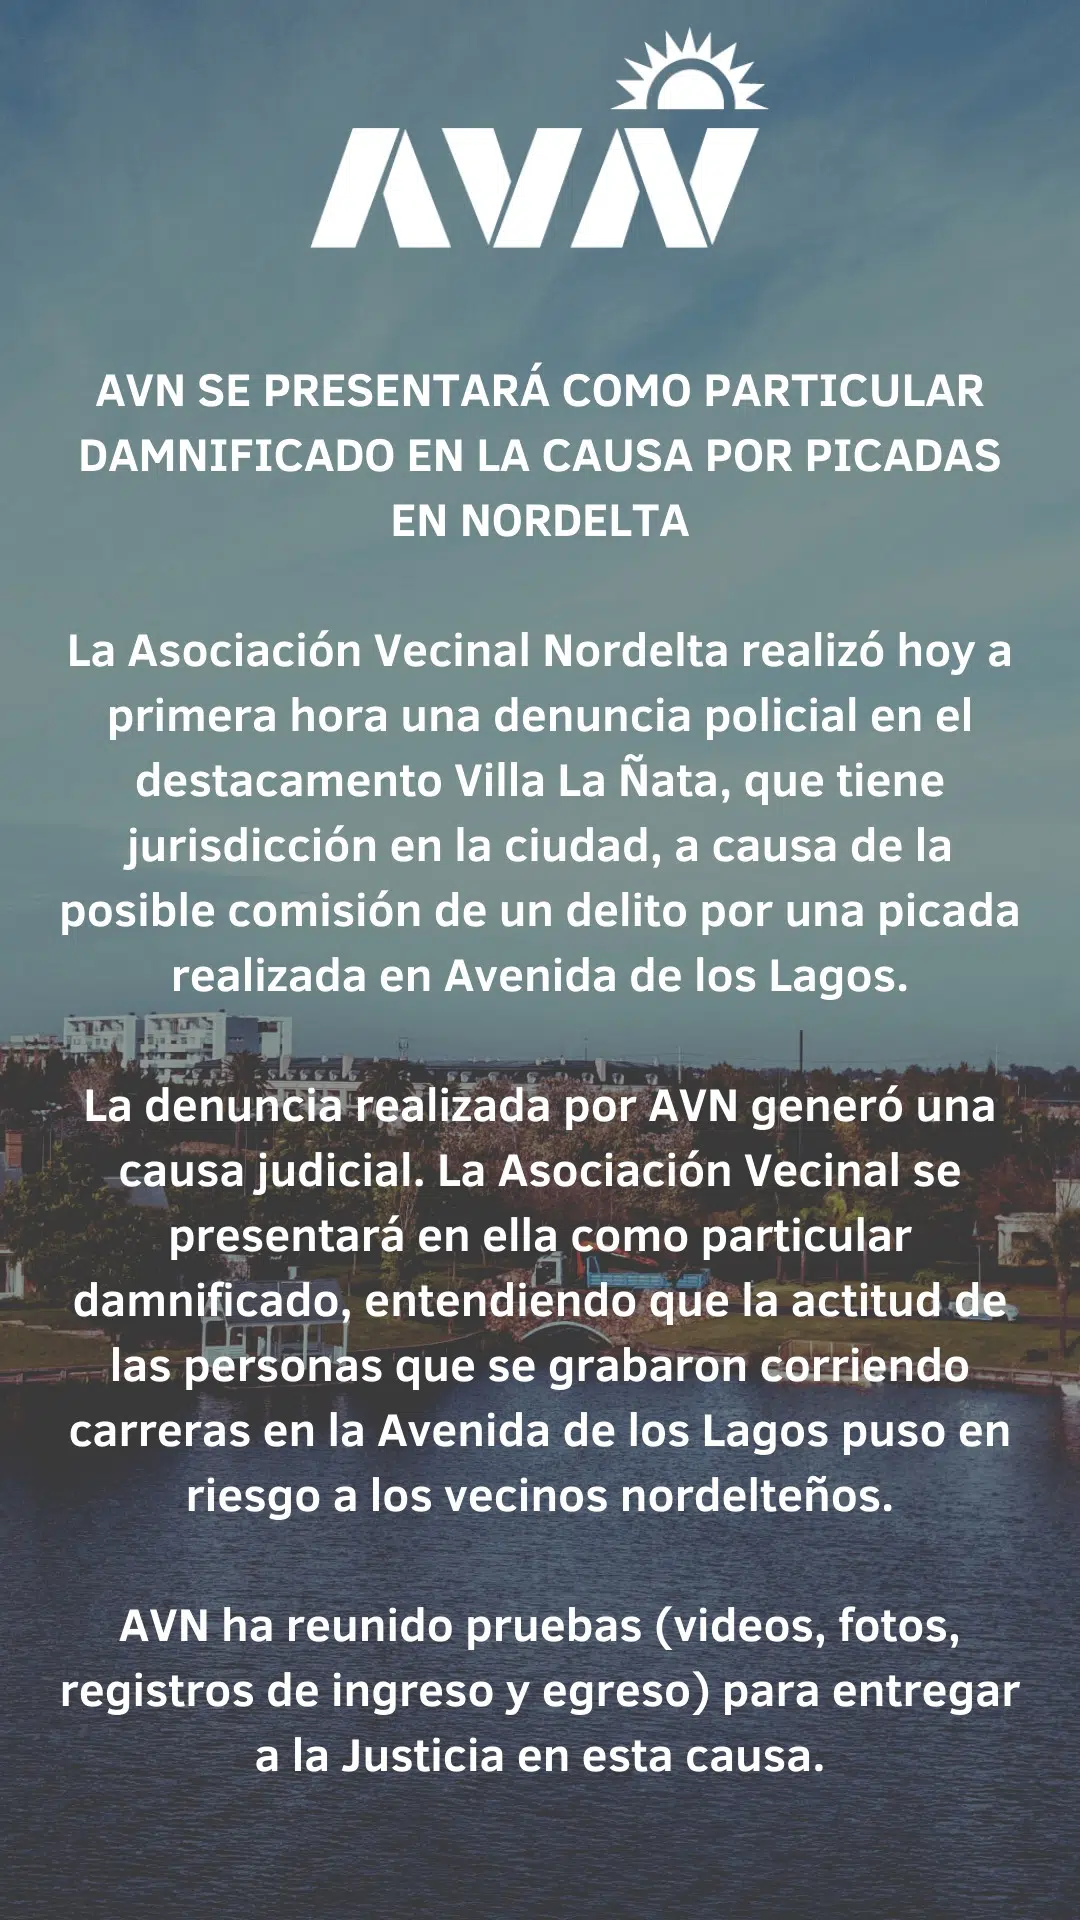 AVN
AVN SE PRESENTARÁ COMO PARTICULAR
DAMNIFICADO EN LA CAUSA POR PICADAS
EN NORDELTA
La Asociación Vecinal Nordelta realizó hoy a
primera hora una denuncia policial en el
destacamento Villa La Ñata, que tiene
jurisdicción en la ciudad, a causa de la
posible comisión de un delito por una picada
realizada en Avenida de los Lagos.
La denuncia realizada por AVN generó una
causa judicial. La Asociación Vecinal se
presentará en ella como particular
damnificado, entendiendo que la actitud de
las personas que se grabaron corriendo
carreras en la Avenida de los Lagos puso en
riesgo a los vecinos nordelteños.
AVN ha reunido pruebas (videos, fotos,
registros de ingreso y egreso) para entregar
a la Justicia en esta causa.